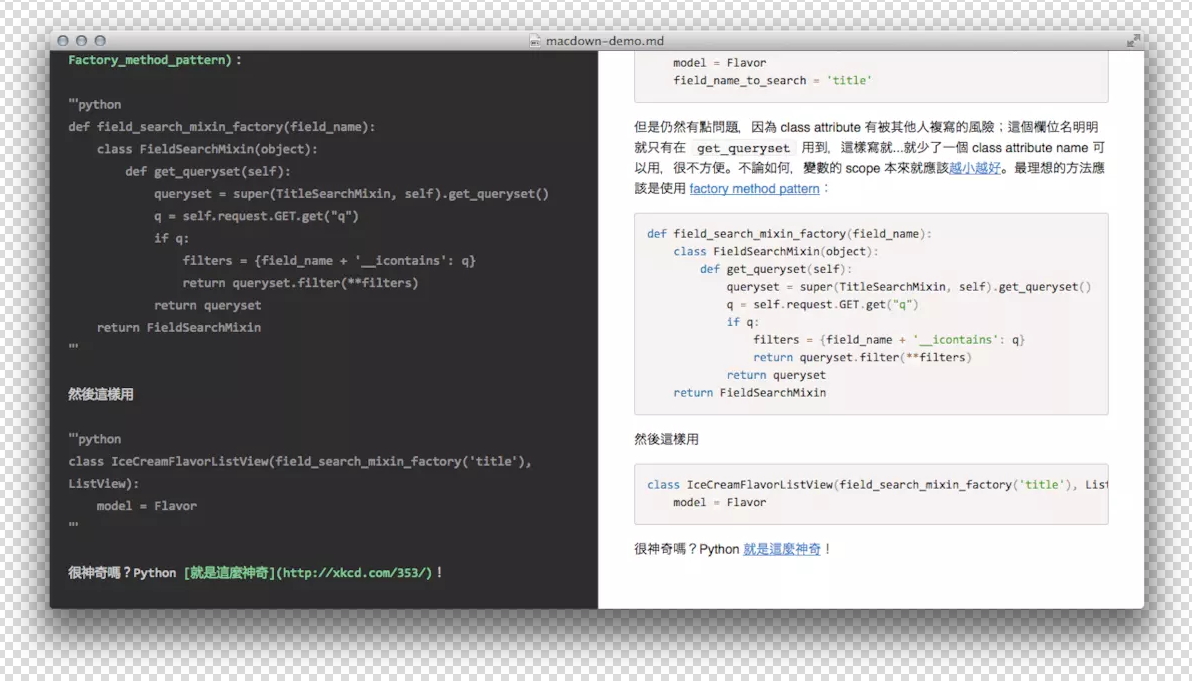 macdown-demo.md
Factory_method_pattern)：
```python
def field_search_mixin_factory(field_name):
    class FieldSearchMixin(object):
        def get_queryset(self):
            queryset = super(TitleSearchMixin, self).get_queryset()
            q = self.request.GET.get("q")
            if q:
                filters = {field_name + '__icontains': q}
                return queryset.filter(**filters)
            return queryset
    return FieldSearchMixin
```
然後這樣用
```python
class IceCreamFlavorListView(field_search_mixin_factory('title'),
ListView):
    model = Flavor
```
很神奇嗎？Python [就是這麼神奇](http://xkcd.com/353/)！
    model = Flavor
    field_name_to_search = 'title'
但是仍然有點問題，因為 class attribute 有被其他人複寫的風險；這個欄位名明明
就只有在 get_queryset 用到，這樣寫就...就少了一個 class attribute name 可
以用，很不方便。不論如何，變數的 scope 本來就應該越小越好。最理想的方法應
該是使用 factory method pattern：
def field_search_mixin_factory(field_name):
    class FieldSearchMixin(object):
        def get_queryset(self):
            queryset = super(TitleSearchMixin, self).get_queryset()
            q = self.request.GET.get("q")
            if q:
                filters = {field_name + '__icontains': q}
                return queryset.filter(**filters)
            return queryset
    return FieldSearchMixin
然後這樣用
class IceCreamFlavorListView(field_search_mixin_factory('title'), List
    model = Flavor
很神奇嗎？Python 就是這麼神奇！